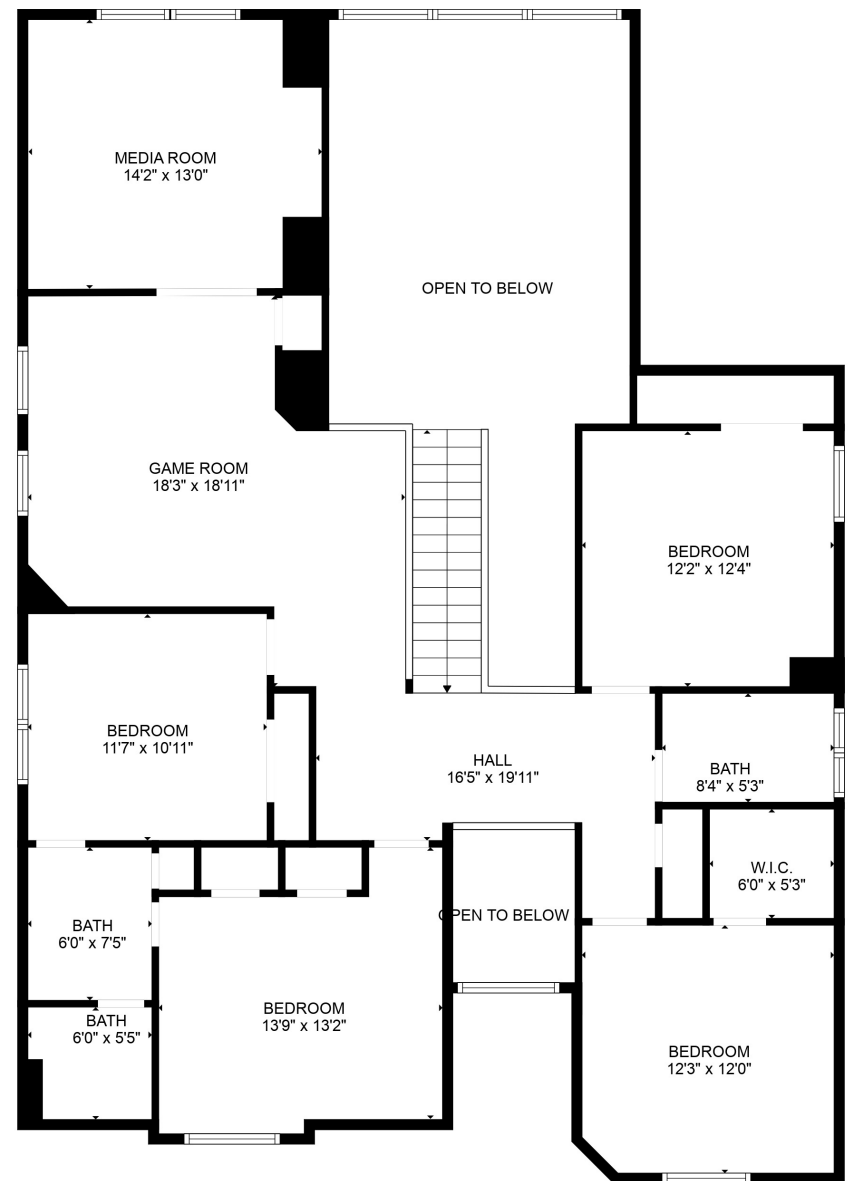 MEDIA ROOM
14'2" x 13'0"
OPEN TO BELOW
GAME ROOM
18'3" x 18'11"
BEDROOM
12'2" x 12'4"
BEDROOM
11'7" x 10'11"
HALL
16'5" x 19'11"
BATH
8'4" x 5'3"
W.I.C.
6'0" x 5'3"
BATH
6'0" x 7'5"
OPEN TO BELOW
BEDROOM
13'9" x 13'2"
BATH
6'0" x 5'5"
BEDROOM
12'3" x 12'0"